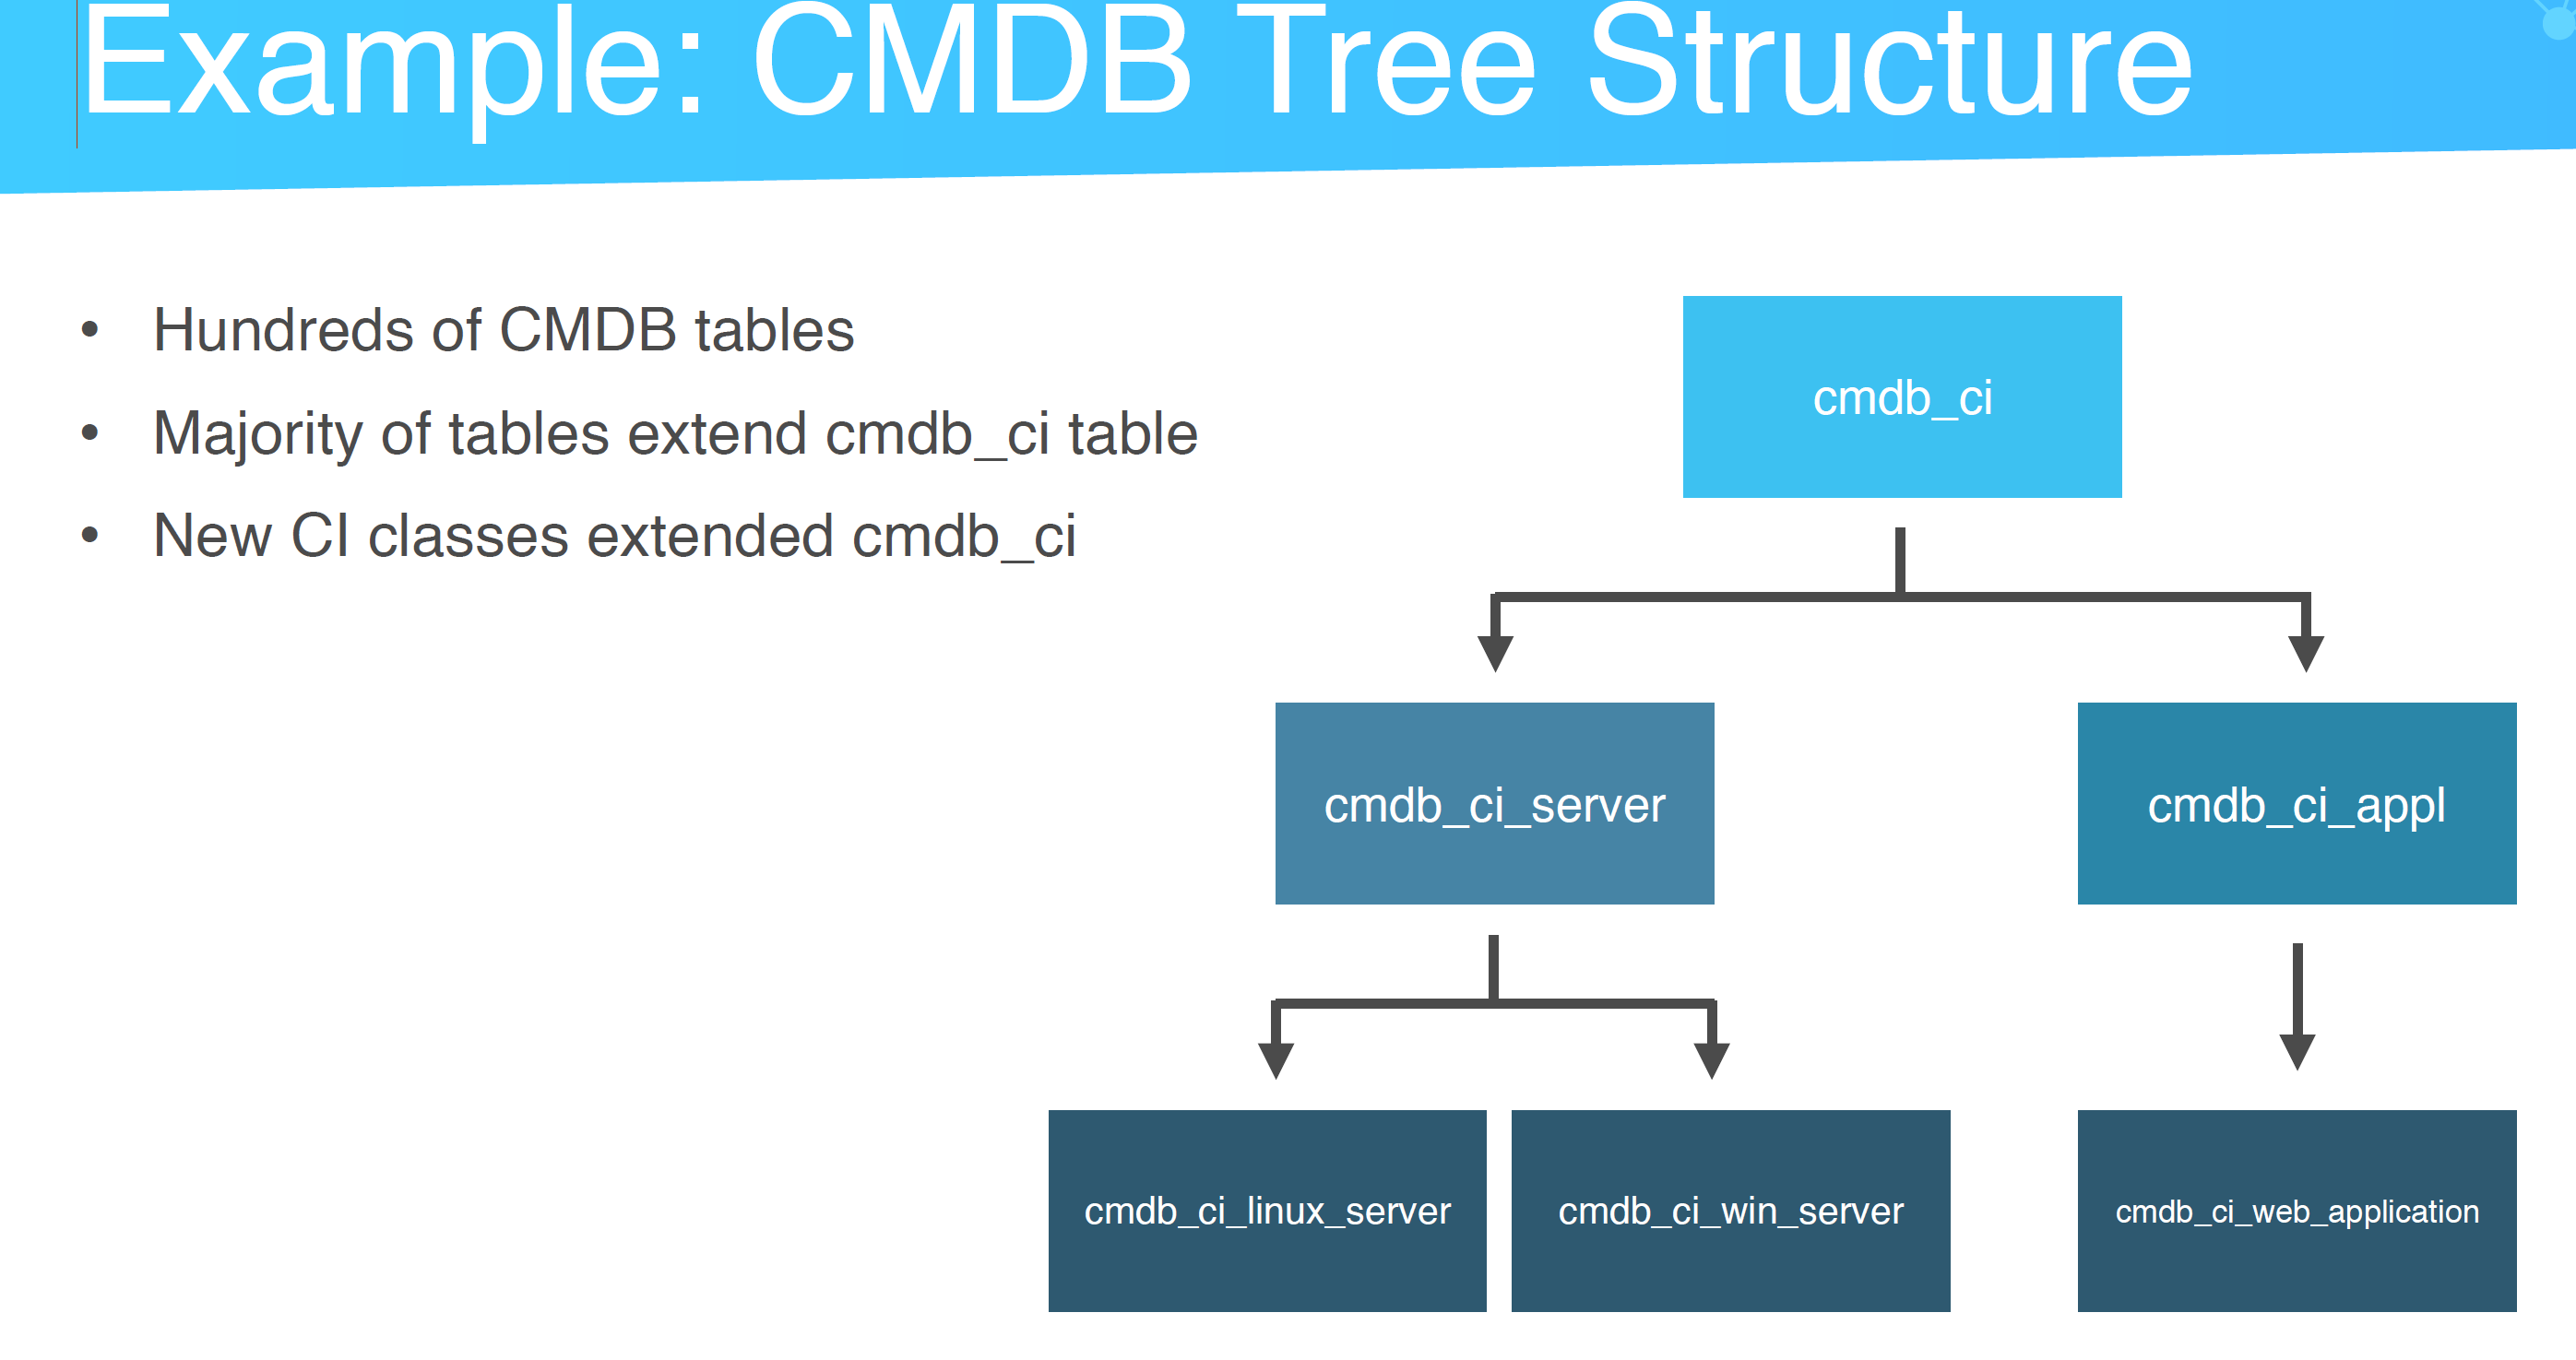 Example: CMDB Tree Structure
• Hundreds of CMDB tables
• Majority of tables extend cmdb_ci table
• New CI classes extended cmdb_ci
cmdb_ci
cmdb_ci_server
cmdb_ci_appl
cmdb_ci_linux_server
cmdb_ci_win_server
cmdb_ci_web_application